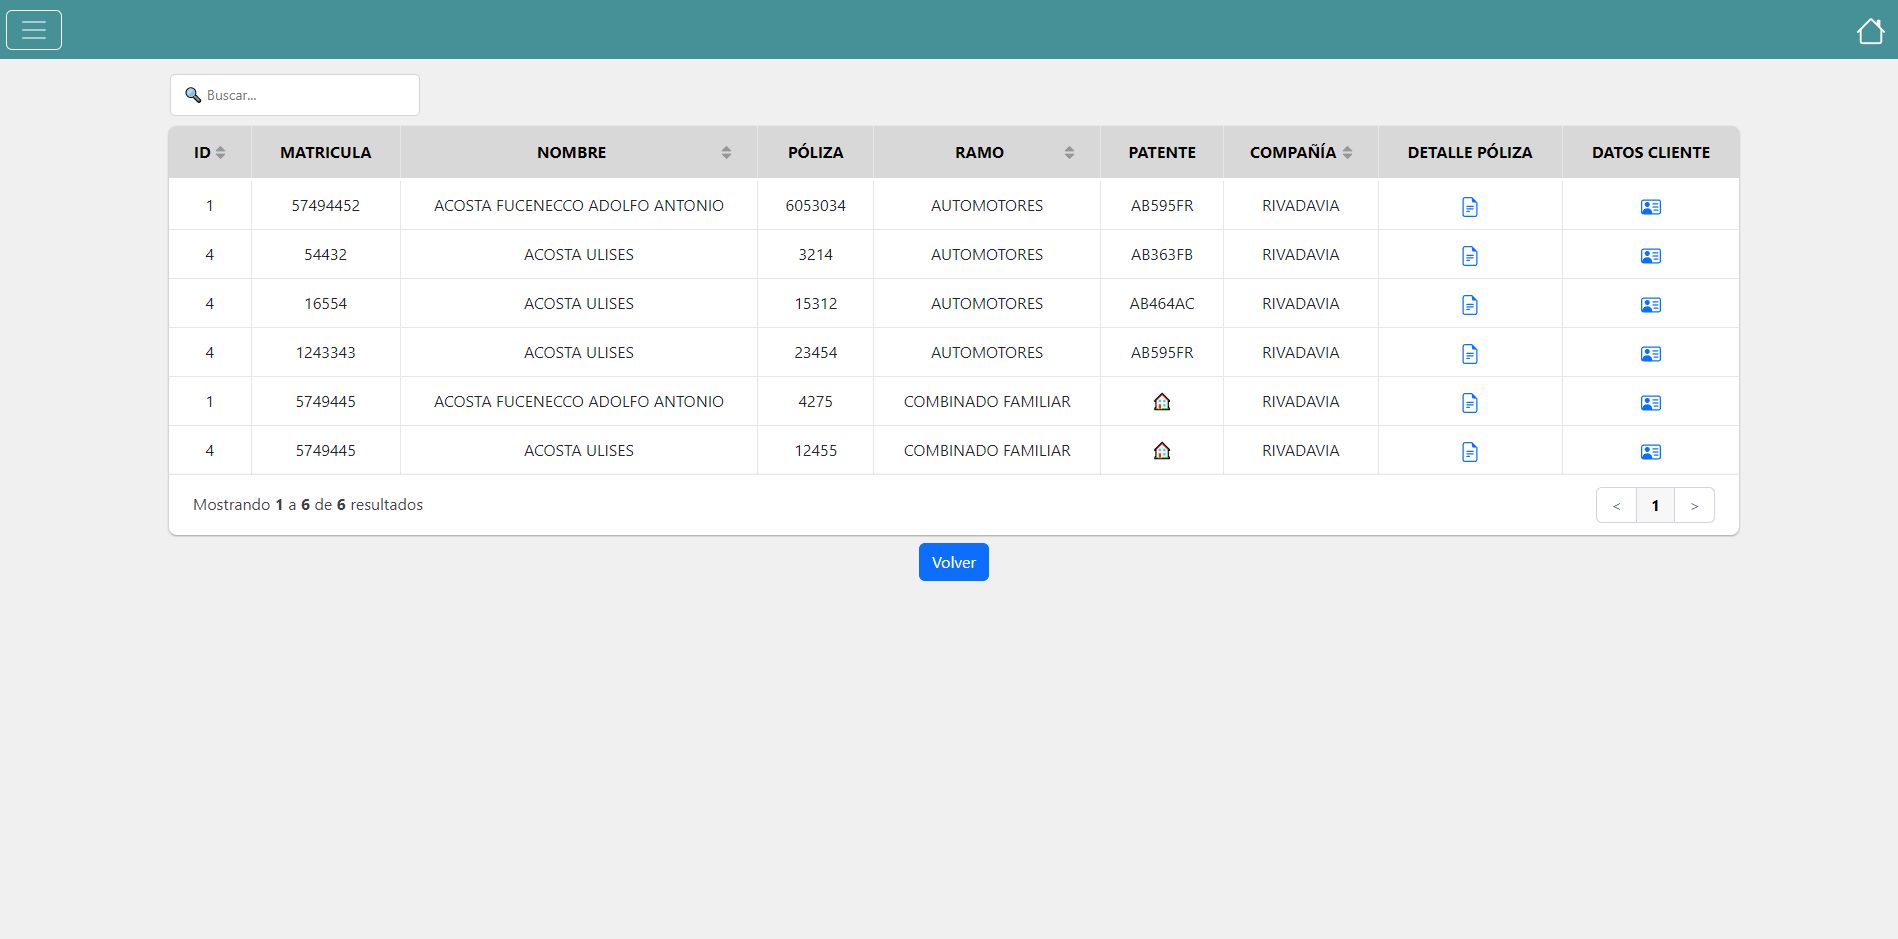 Buscar...
ID MATRICULA NOMBRE PÓLIZA RAMO PATENTE COMPAÑÍA DETALLE PÓLIZA DATOS CLIENTE
1 57494452 ACOSTA FUCENECCO ADOLFO ANTONIO 6053034 AUTOMOTORES AB595FR RIVADAVIA
4 54432 ACOSTA ULISES 3214 AUTOMOTORES AB363FB RIVADAVIA
4 16554 ACOSTA ULISES 15312 AUTOMOTORES AB464AC RIVADAVIA
4 1243343 ACOSTA ULISES 23454 AUTOMOTORES AB595FR RIVADAVIA
1 5749445 ACOSTA FUCENECCO ADOLFO ANTONIO 4275 COMBINADO FAMILIAR RIVADAVIA
4 5749445 ACOSTA ULISES 12455 COMBINADO FAMILIAR RIVADAVIA
Mostrando 1 a 6 de 6 resultados < 1 >
Volver